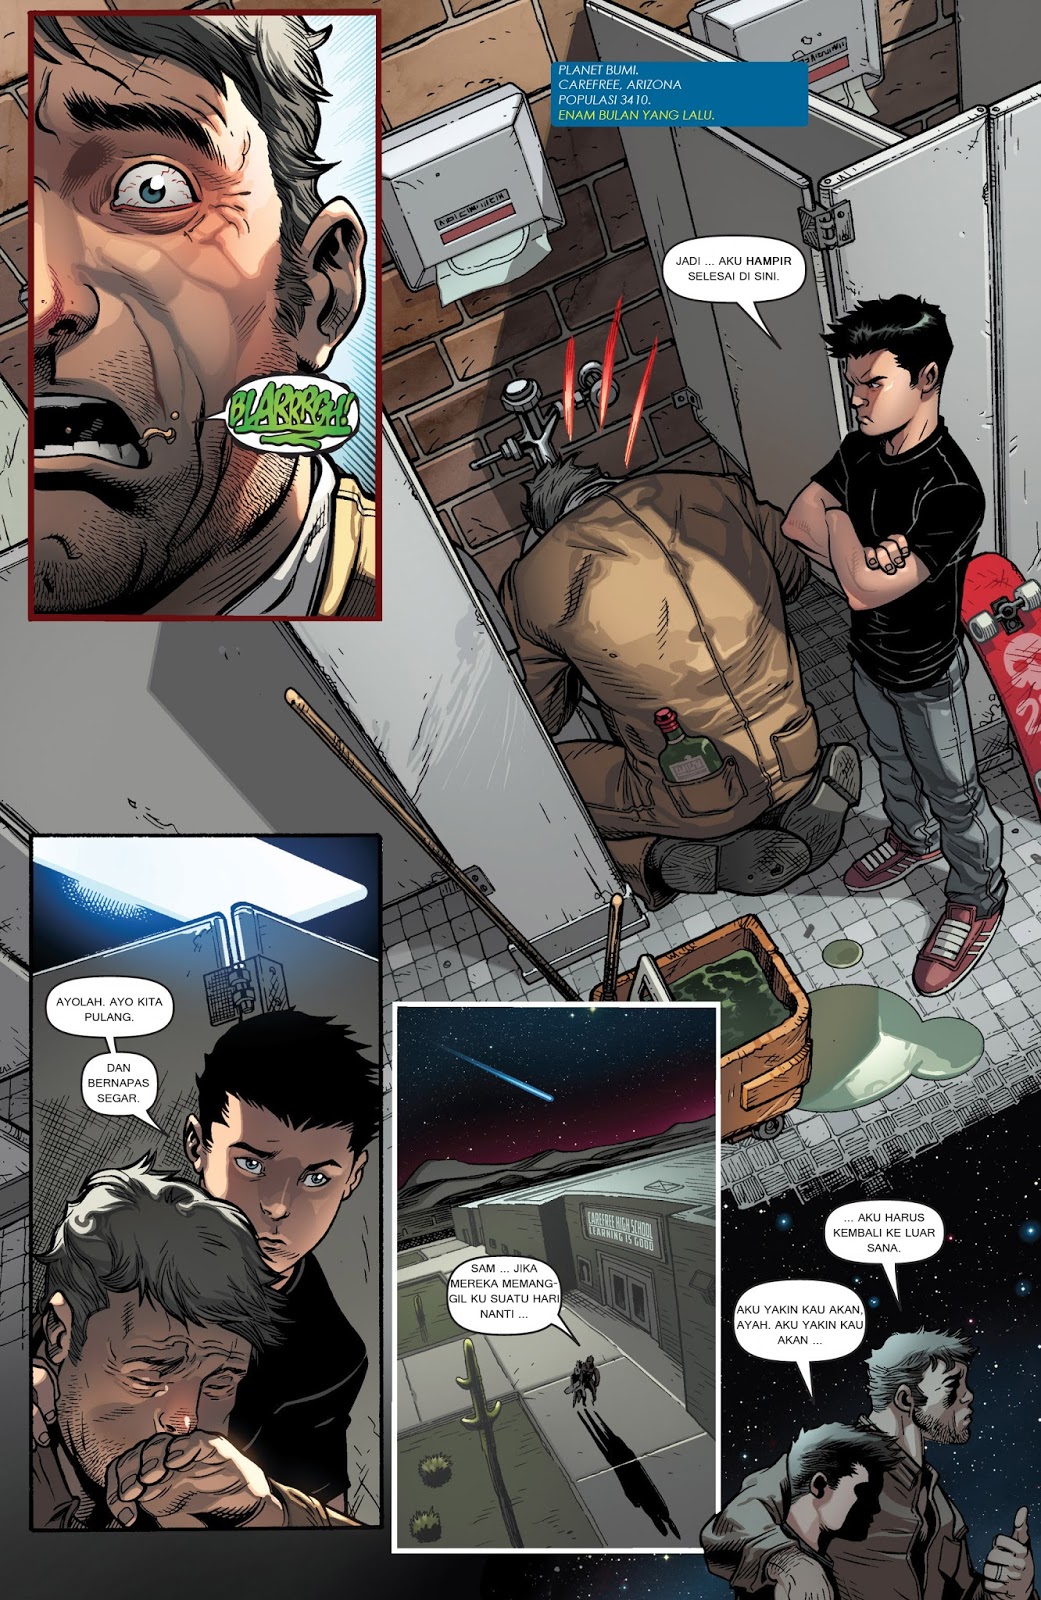 PLANET BUMI.
CAREFREE, ARIZONA
POPULASI 3410.
ENAM BULAN YANG LALU.
BLARRRGH!
JADI ... AKU HAMPIR
SELESAI DI SINI.
AYOLAH. AYO KITA
PULANG.
DAN
BERNAPAS
SEGAR.
CAREFREE HIGH SCHOOL
LEARNING IS GOOD
SAM ... JIKA
MEREKA MEMANG-
GIL KU SUATU HARI
NANTI ...
... AKU HARUS
KEMBALI KE LUAR
SANA.
AKU YAKIN KAU AKAN,
AYAH. AKU YAKIN KAU
AKAN ...